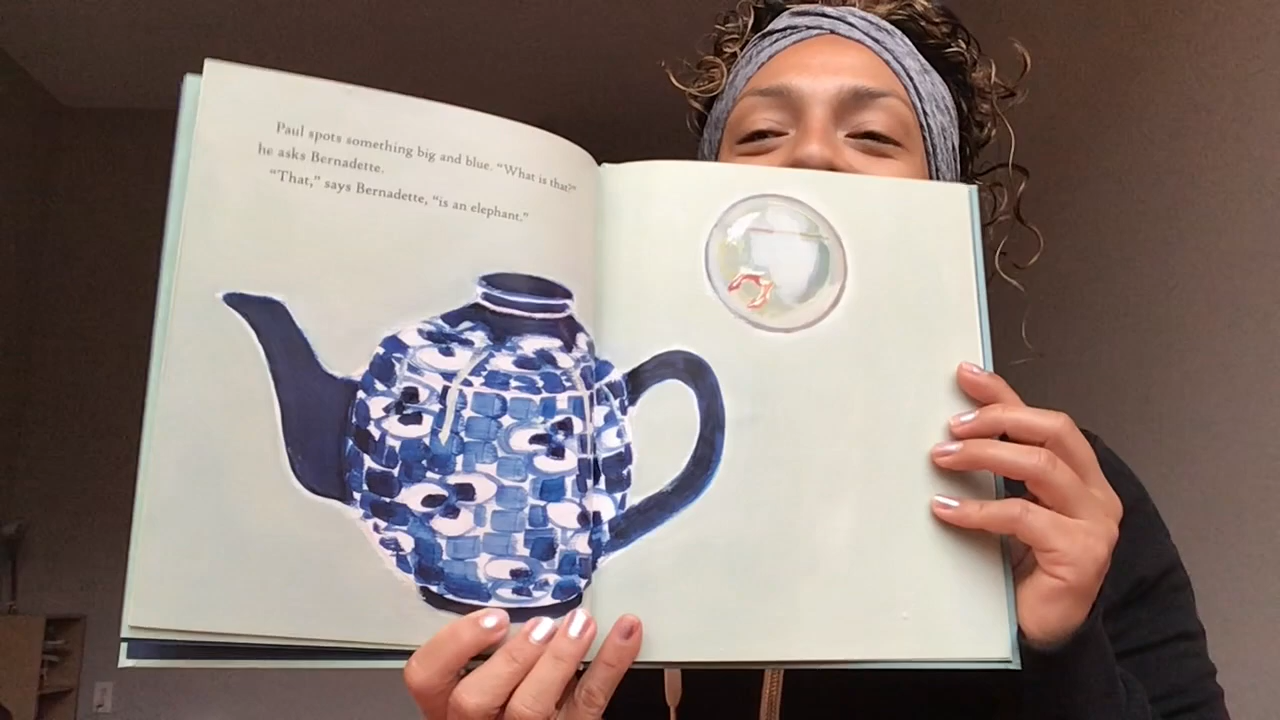 Paul spots something big and blue. “What is that?”
he asks Bernadette.
“That,” says Bernadette, “is an elephant.”